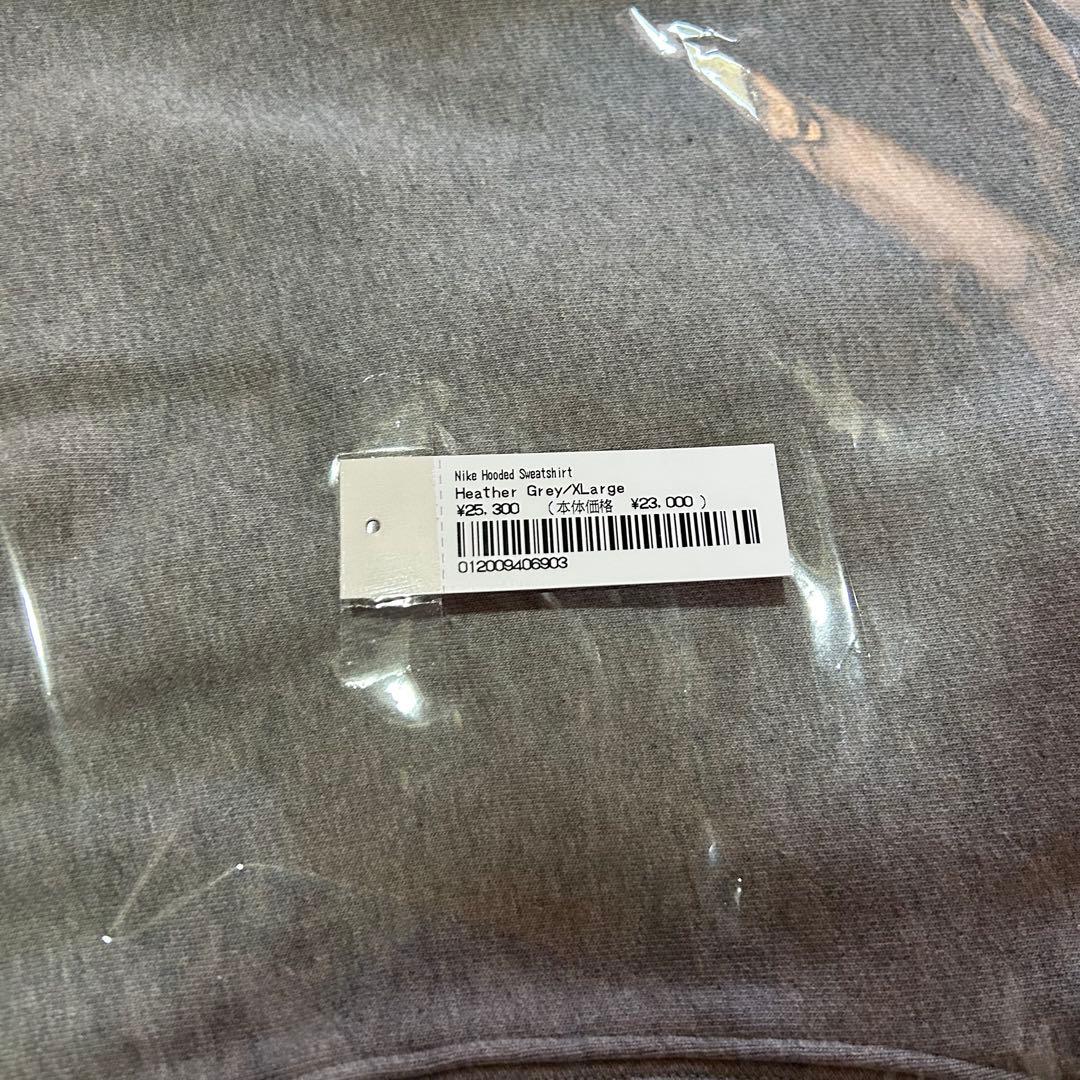 Nike Hooded Sweatshirt
Heather Grey/XLarge
¥25,300 (本体価格 ¥23,000 )
012009406903